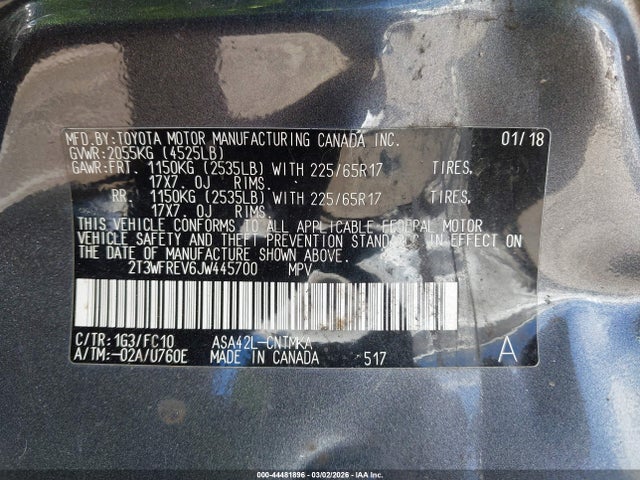 MFD.BY:TOYOTA MOTOR MANUFACTURING CANADA INC. 01/18
GVWR:2055KG (4525LB)
GAWR:FRT. 1150KG (2535LB) WITH 225/65R17 TIRES,
17X7.0J RIMS.
RR. 1150KG (2535LB) WITH 225/65R17 TIRES,
17X7.0J RIMS.
THIS VEHICLE CONFORMS TO ALL APPLICABLE FEDERAL MOTOR
VEHICLE SAFETY AND THEFT PREVENTION STANDARDS IN EFFECT ON
THE DATE OF MANUFACTURE SHOWN ABOVE.
2T3WFREV6JW445700 MPV
C/TR:1G3/FC10 ASA42L-CNTMKA
A/TM:-02A/U760E MADE IN CANADA 517 A
000-44481896 | 03/02/2026 - IAA Inc.